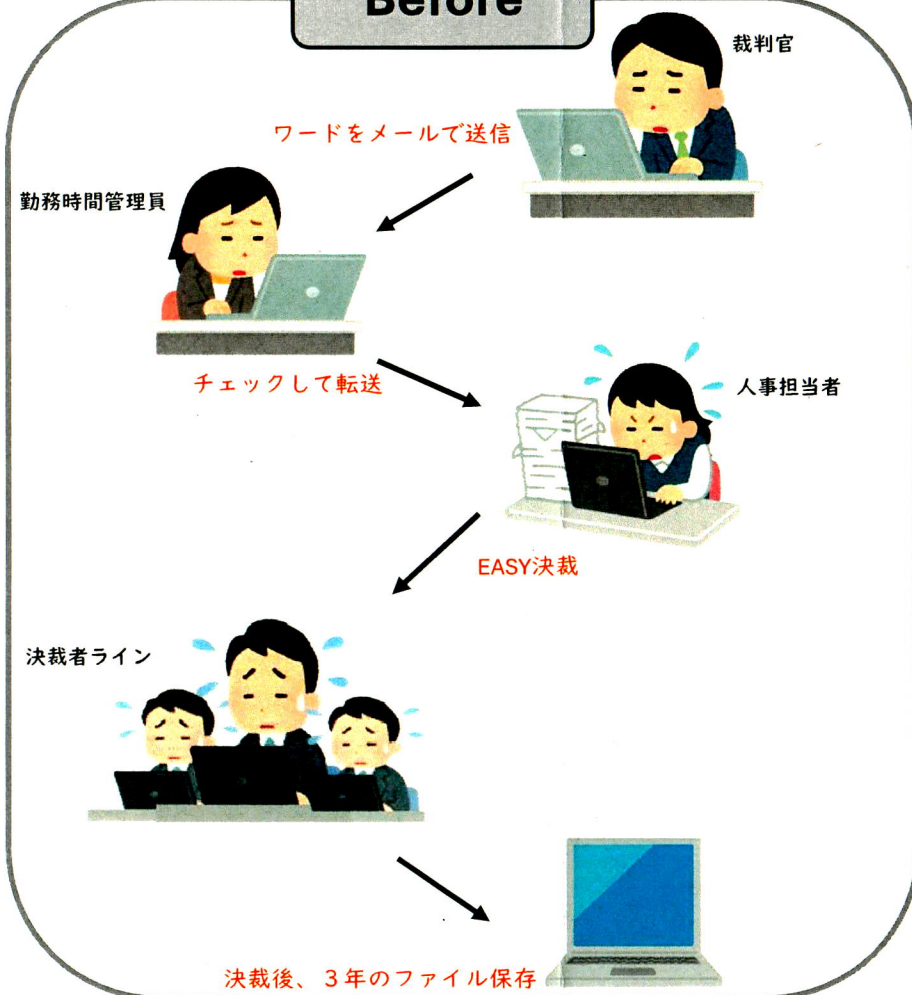 Before
裁判官
ワードをメールで送信
勤務時間管理員
チェックして転送
人事担当者
EASY決裁
決裁者ライン
決裁後、３年のファイル保存